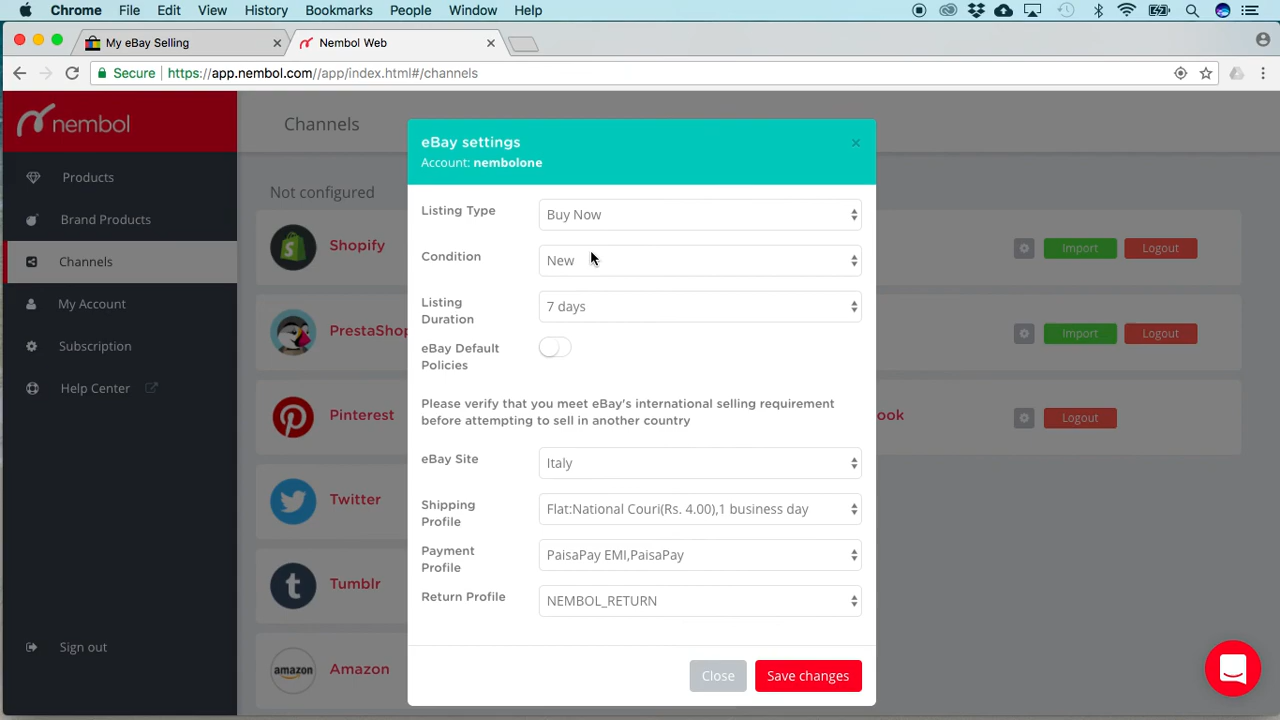 Chrome File Edit View History Bookmarks People Window Help
My eBay Selling
Nembol Web
Secure https://app.nembol.com//app/index.html#/channels
nembol
Channels
Products
Brand Products
Channels
My Account
Subscription
Help Center
Sign out
Not configured
Shopify
Import Logout
PrestaShop
Import Logout
Pinterest
ook
Logout
Twitter
Tumblr
amazon
Amazon
eBay settings
×
Account: nembolone
Listing Type
Buy Now
Condition
New
Listing
Duration
7 days
eBay Default
Policies
Please verify that you meet eBay's international selling requirement
before attempting to sell in another country
eBay Site
Italy
Shipping
Profile
Flat:National Couri(Rs. 4.00),1 business day
Payment
Profile
PaisaPay EMI,PaisaPay
Return Profile
NEMBOL_RETURN
Close Save changes